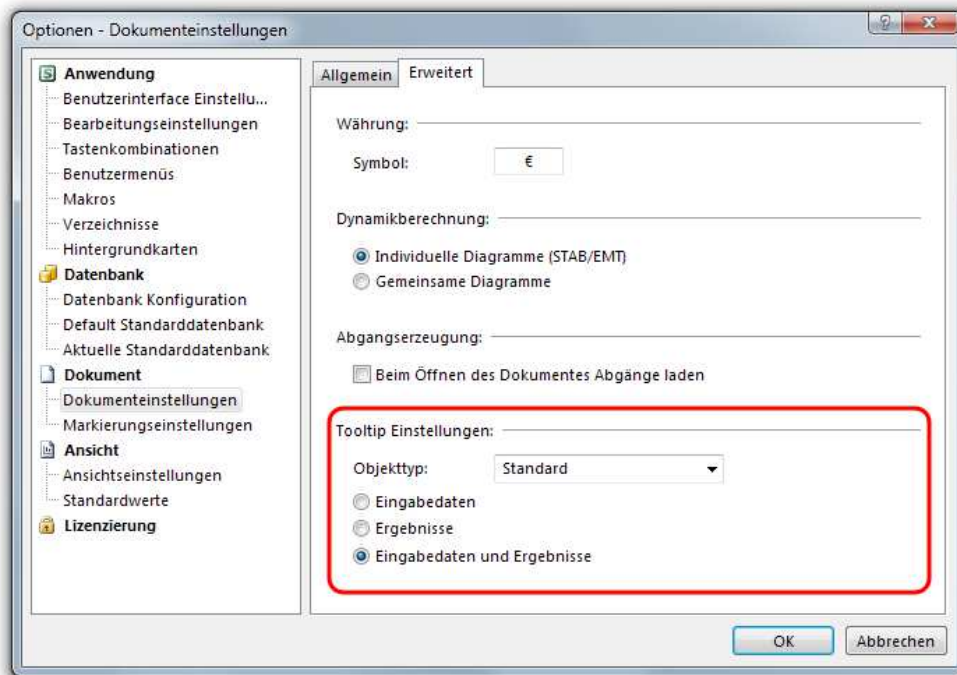 Optionen - Dokumenteinstellungen
Anwendung
Benutzerinterface Einstellu...
Bearbeitungseinstellungen
Tastenkombinationen
Benutzermenüs
Makros
Verzeichnisse
Hintergrundkarten
Datenbank
Datenbank Konfiguration
Default Standarddatenbank
Aktuelle Standarddatenbank
Dokument
Dokumenteinstellungen
Markierungseinstellungen
Ansicht
Ansichtseinstellungen
Standardwerte
Lizenzierung
Allgemein Erweitert
Währung:
Symbol: €
Dynamikberechnung:
Individuelle Diagramme (STAB/EMT)
Gemeinsame Diagramme
Abgangserzeugung:
Beim Öffnen des Dokumentes Abgänge laden
Tooltip Einstellungen:
Objekttyp: Standard
Eingabedaten
Ergebnisse
Eingabedaten und Ergebnisse
OK Abbrechen